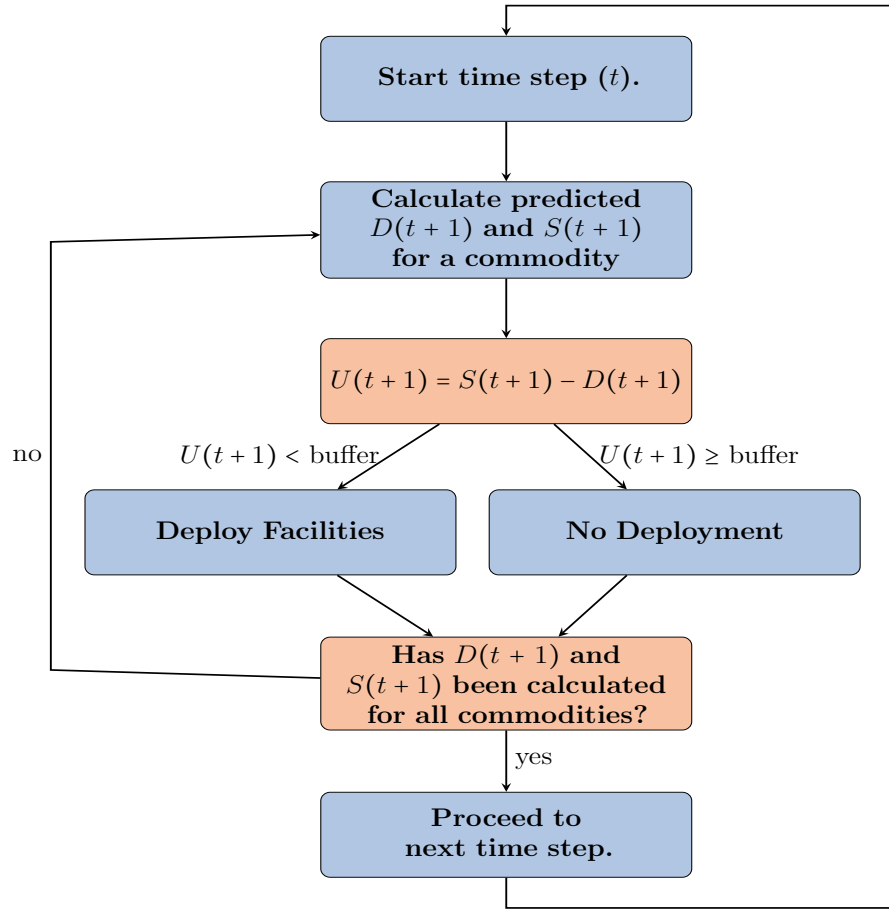 Start time step (t).
Calculate predicted
D(t + 1) and S(t + 1)
for a commodity
U(t + 1) = S(t + 1) − D(t + 1)
no
U(t + 1) < buffer
U(t + 1) ≥ buffer
Deploy Facilities
No Deployment
Has D(t + 1) and
S(t + 1) been calculated
for all commodities?
yes
Proceed to
next time step.